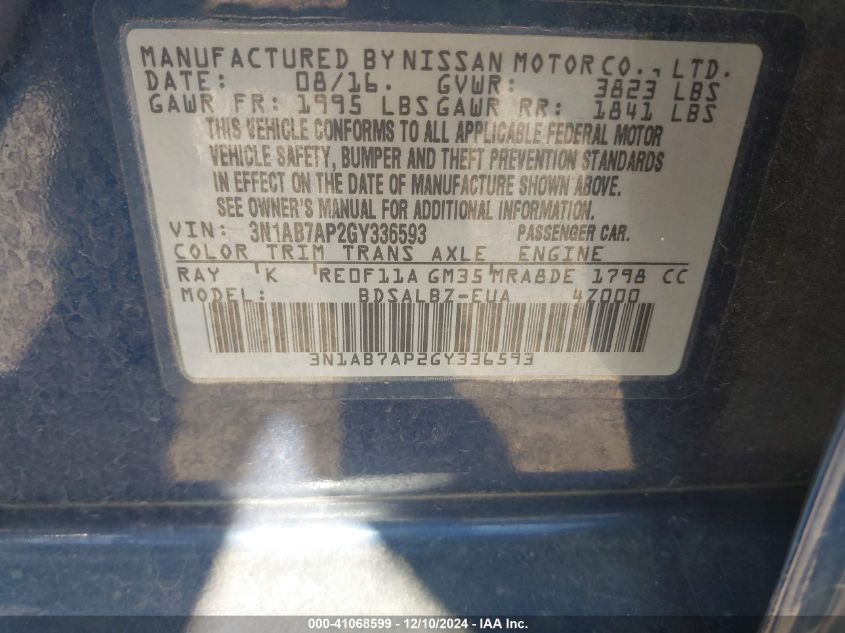 MANUFACTURED BY NISSAN MOTOR CO., LTD.
DATE: 08/16. GVWR: 3823 LBS
GAWR FR: 1995 LBS GAWR RR: 1841 LBS
THIS VEHICLE CONFORMS TO ALL APPLICABLE FEDERAL MOTOR
VEHICLE SAFETY, BUMPER AND THEFT PREVENTION STANDARDS
IN EFFECT ON THE DATE OF MANUFACTURE SHOWN ABOVE.
SEE OWNER'S MANUAL FOR ADDITIONAL INFORMATION.
VIN: 3N1AB7AP2GY336593 PASSENGER CAR.
COLOR TRIM TRANS AXLE ENGINE
RAY K RE0F11A GM35 MRA8DE 1798 CC
MODEL: BDSALBZ-EUA 47000
3N1AB7AP2GY336593
000-41068599 - 12/10/2024 - IAAI.COM